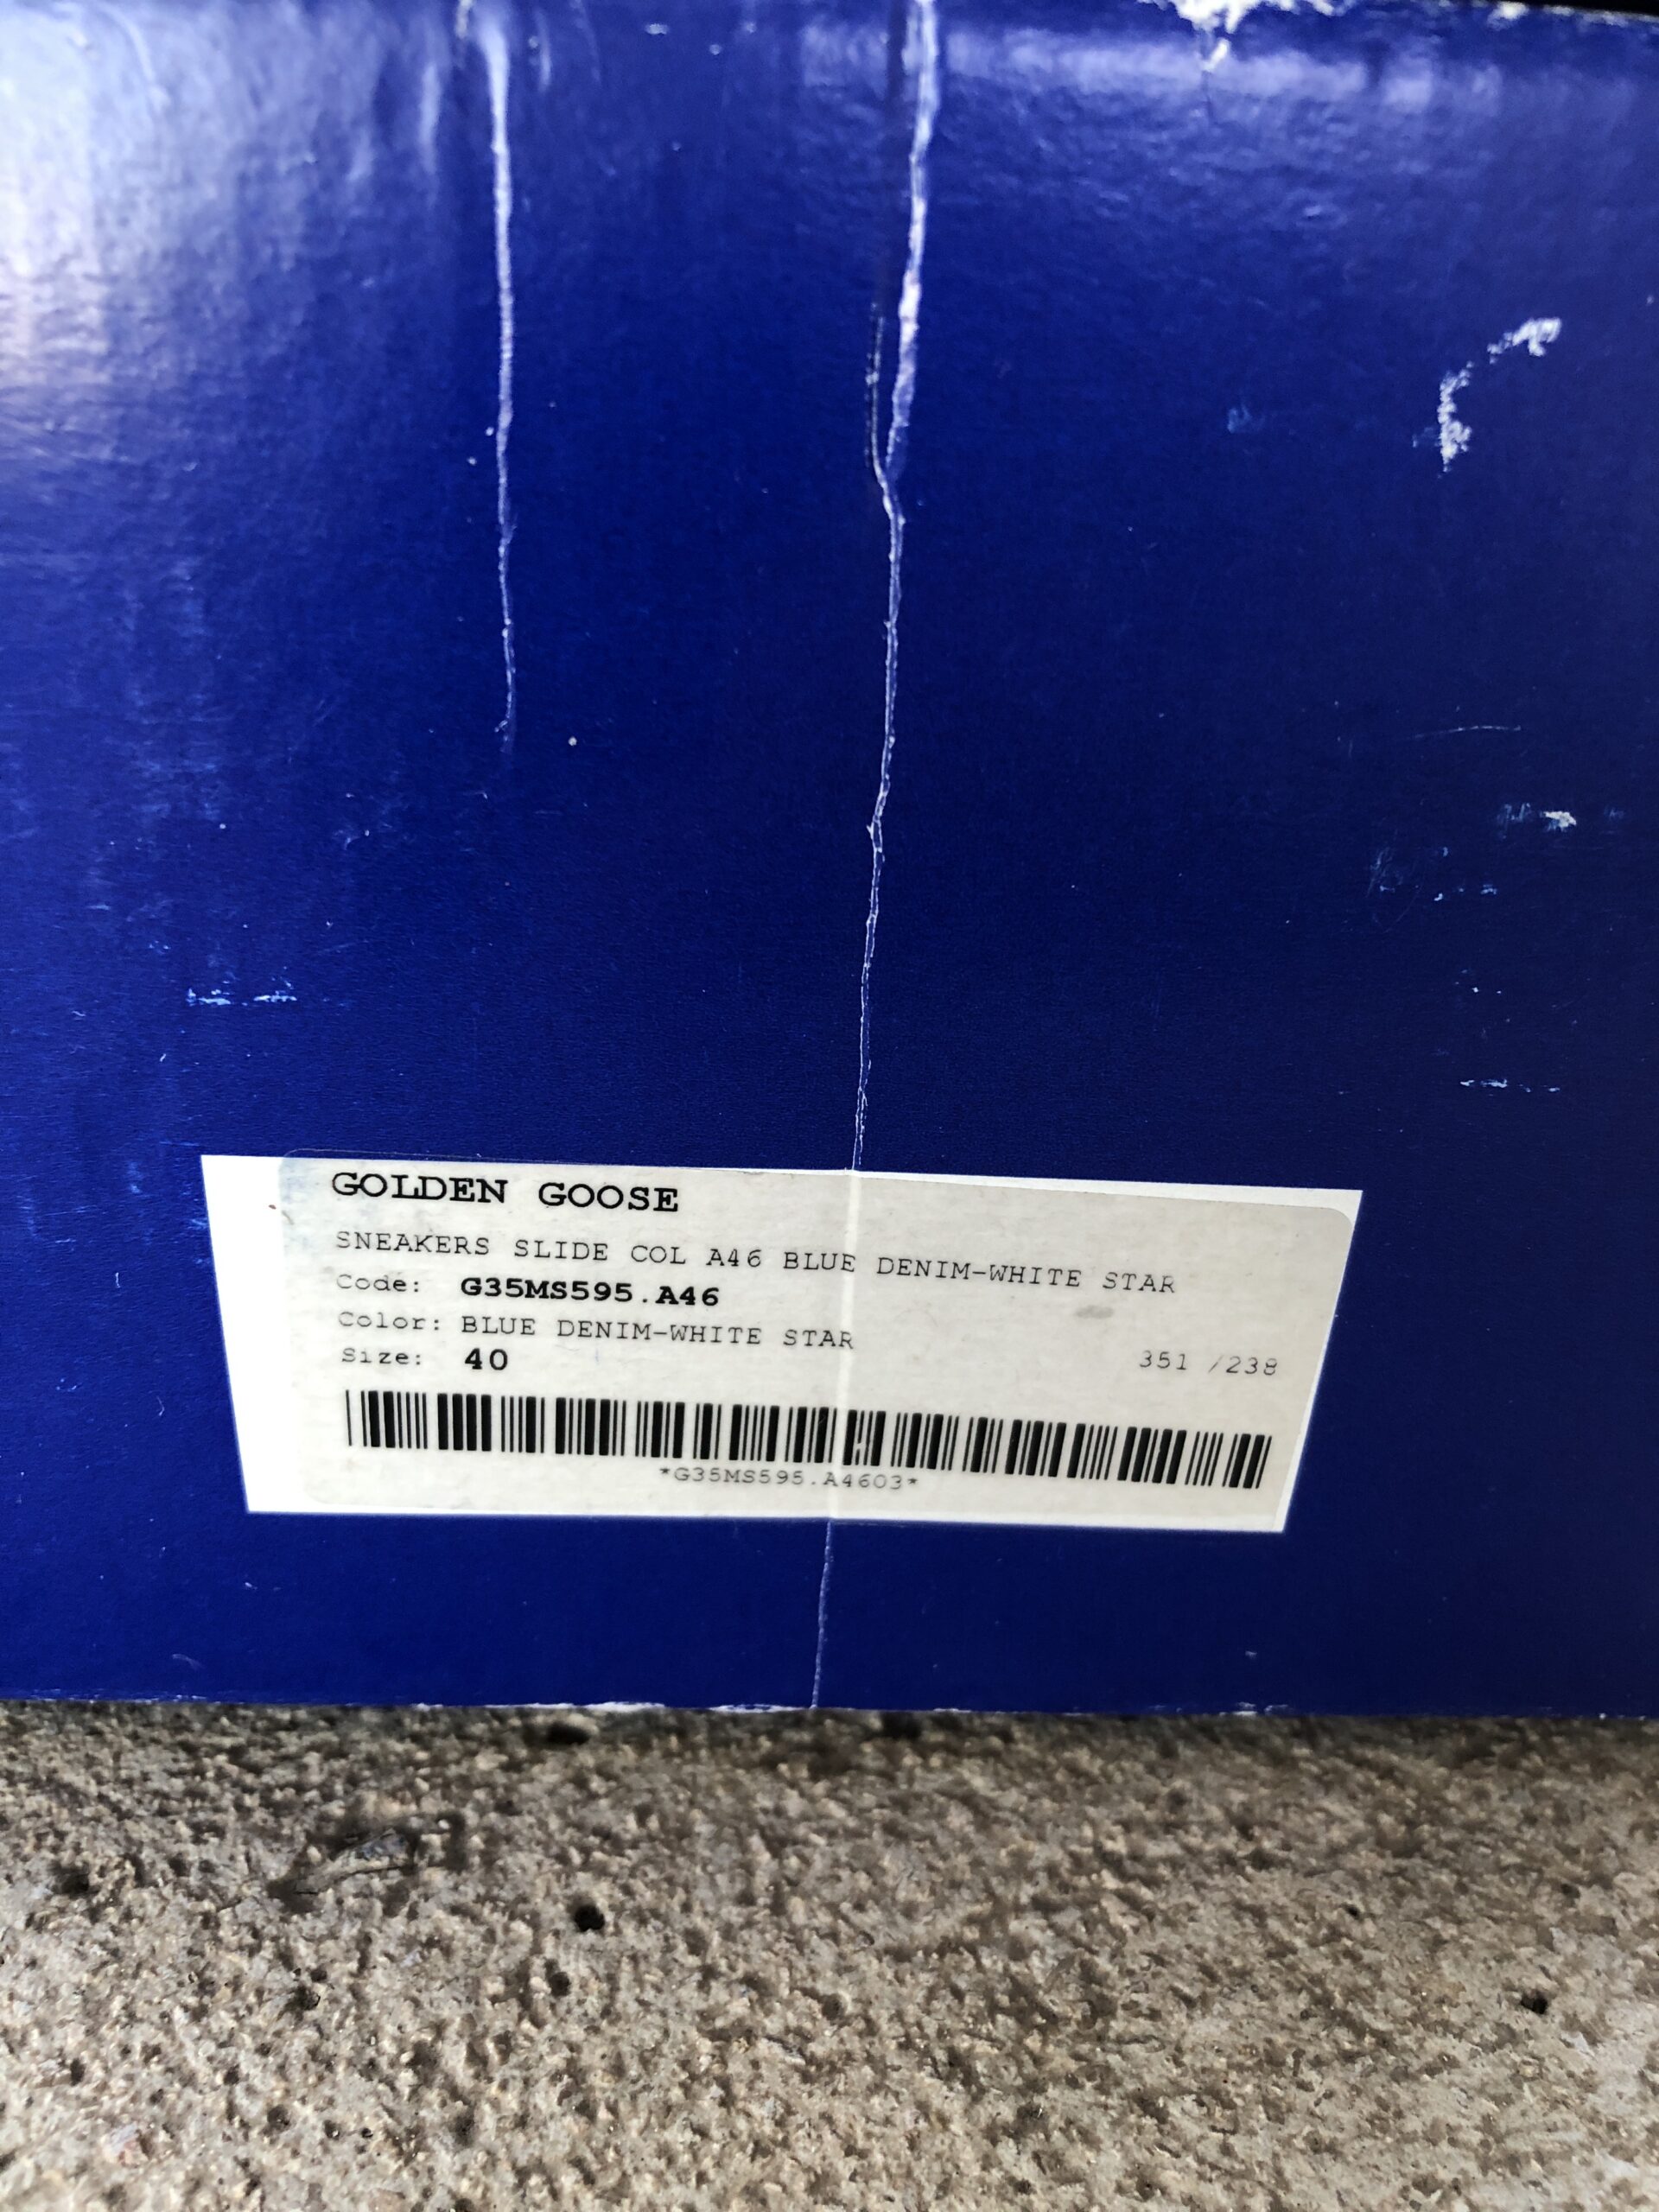 GOLDEN GOOSE
SNEAKERS SLIDE COL A46 BLUE DENIM-WHITE STAR
Code: G35MS595.A46
Color: BLUE DENIM-WHITE STAR
Size: 40 351 /238
*G35MS595.A4603*